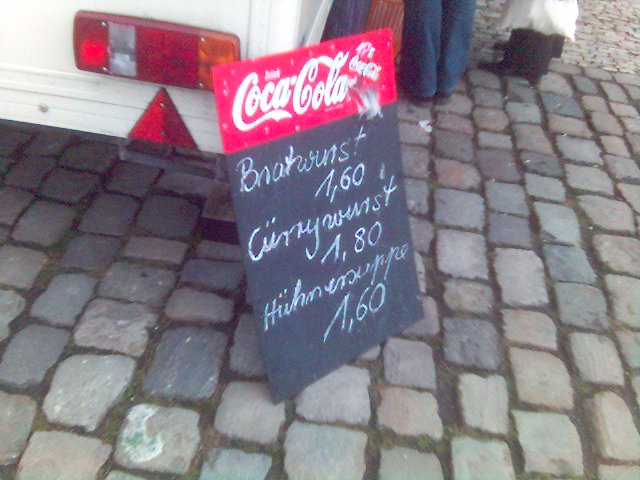 Coca-Cola
Bratwurst
1,60
Currywurst
1,80
Hühnersuppe
1,60